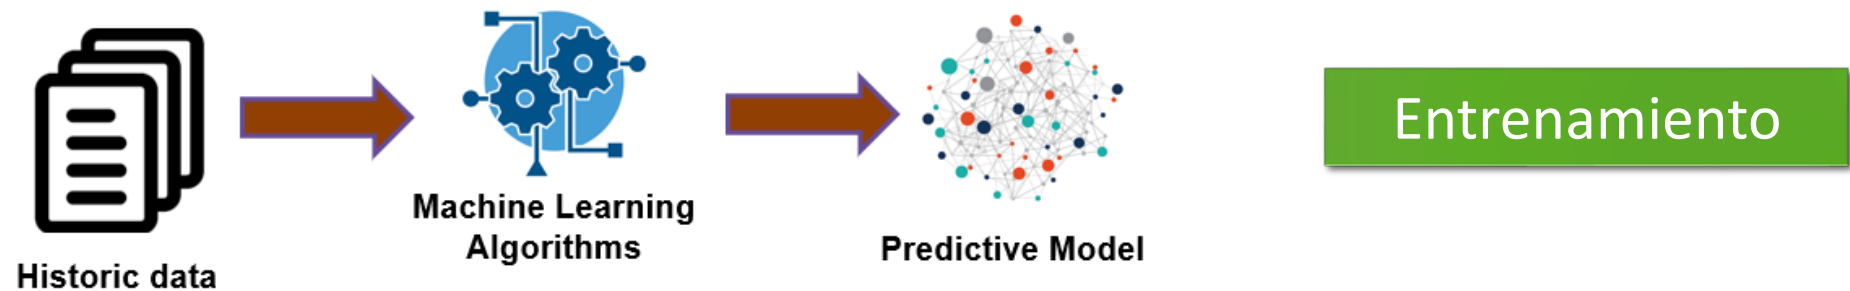 Historic data
Machine Learning
Algorithms
Predictive Model
Entrenamiento